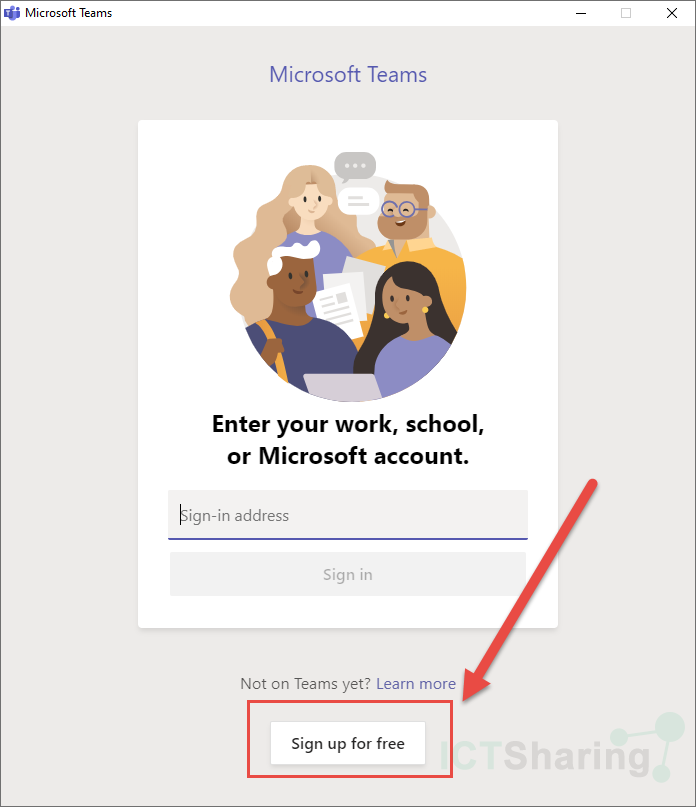 Microsoft Teams
Microsoft Teams
Enter your work, school,
or Microsoft account.
Sign-in address
Sign in
Not on Teams yet? Learn more
Sign up for free
ICTSharing